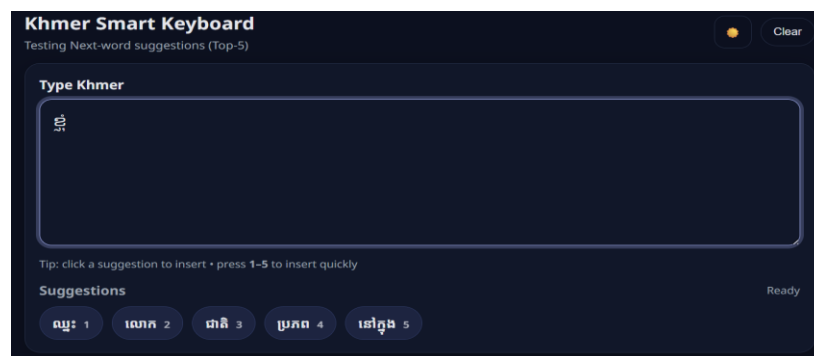 Khmer Smart Keyboard
Testing Next-word suggestions (Top-5)
Clear
Type Khmer
Tip: click a suggestion to insert • press 1–5 to insert quickly
Suggestions
Ready
ឈ្នះ 1 លោក 2 ជាតិ 3 ប្រភព 4 នៅក្នុង 5